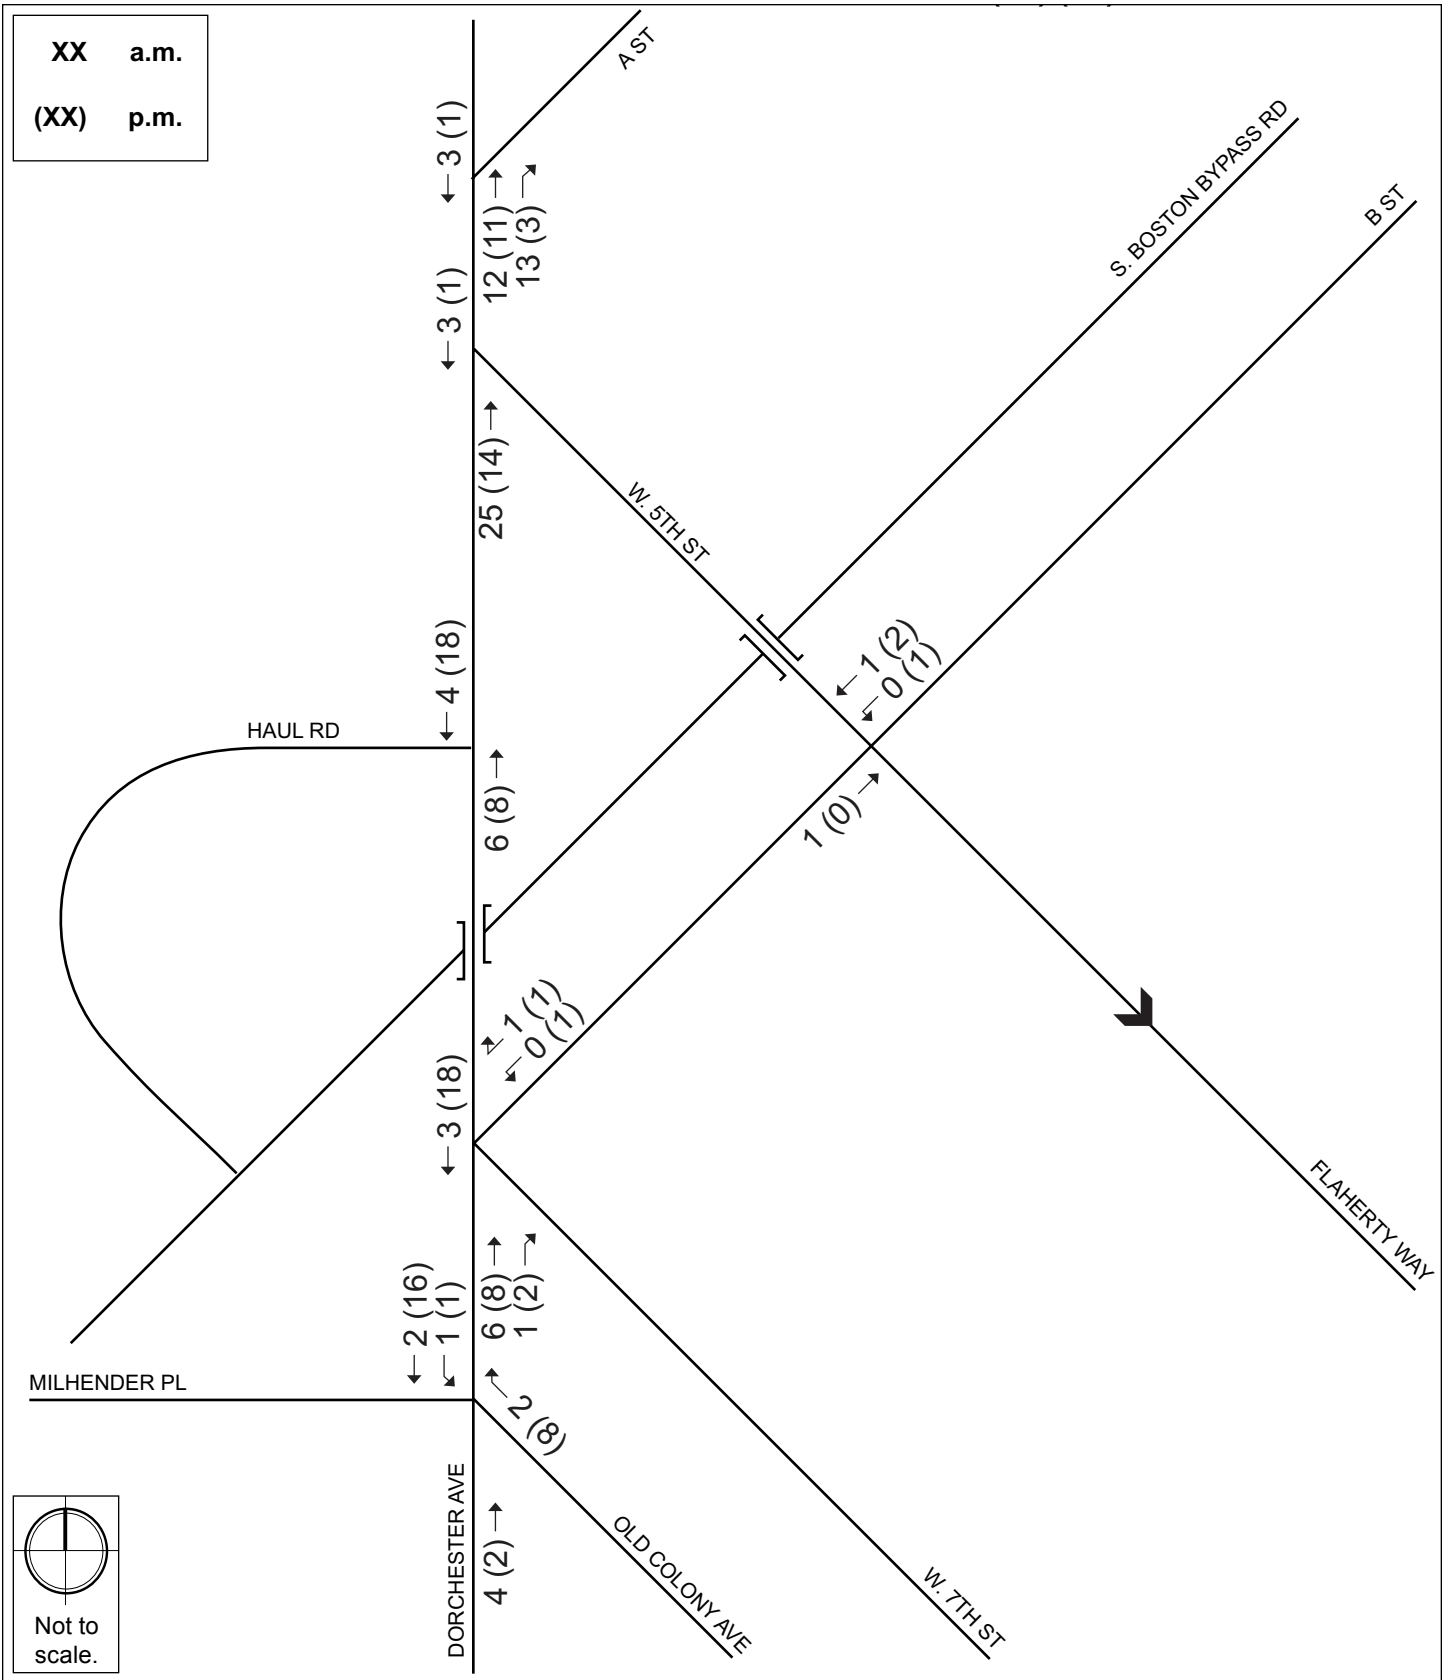 XX a.m.
(XX) p.m.
A ST
3 (1)
12 (11)
13 (3)
S. BOSTON BYPASS RD
B ST
3 (1)
25 (14)
W. 5TH ST
4 (18)
1 (2)
0 (1)
HAUL RD
6 (8)
1 (0)
1 (1)
0 (1)
3 (18)
FLAHERTY WAY
2 (16)
1 (1)
6 (8)
1 (2)
MILHENDER PL
2 (8)
DORCHESTER AVE
4 (2)
OLD COLONY AVE
W. 7TH ST
Not to
scale.